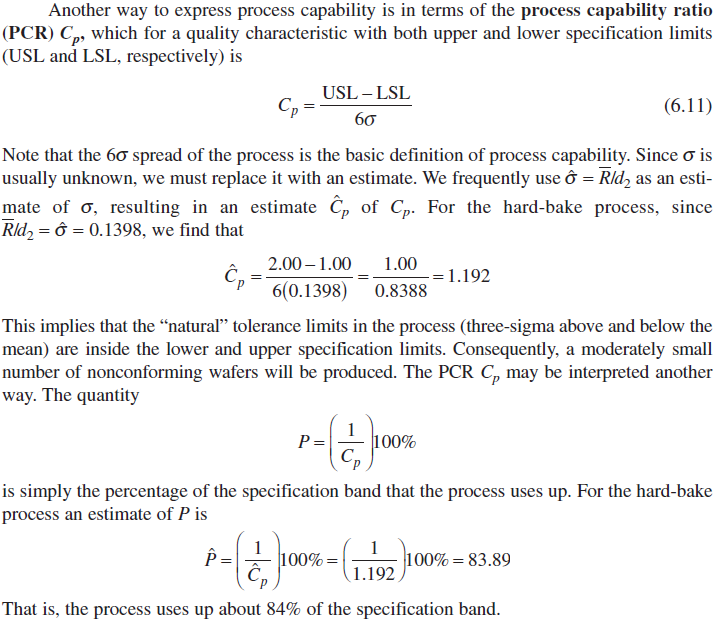 Another way to express process capability is in terms of the process capability ratio
(PCR) Cₚ, which for a quality characteristic with both upper and lower specification limits
(USL and LSL, respectively) is
Cₚ = (USL – LSL) / 6σ (6.11)
Note that the 6σ spread of the process is the basic definition of process capability. Since σ is
usually unknown, we must replace it with an estimate. We frequently use σ̂ = R̅/d₂ as an esti-
mate of σ, resulting in an estimate Ĉₚ of Cₚ. For the hard-bake process, since
R̅/d₂ = σ̂ = 0.1398, we find that
Ĉₚ = (2.00 – 1.00) / 6(0.1398) = 1.00 / 0.8388 = 1.192
This implies that the “natural” tolerance limits in the process (three-sigma above and below the
mean) are inside the lower and upper specification limits. Consequently, a moderately small
number of nonconforming wafers will be produced. The PCR Cₚ may be interpreted another
way. The quantity
P = (1 / Cₚ)100%
is simply the percentage of the specification band that the process uses up. For the hard-bake
process an estimate of P is
P̂ = (1 / Ĉₚ)100% = (1 / 1.192)100% = 83.89
That is, the process uses up about 84% of the specification band.